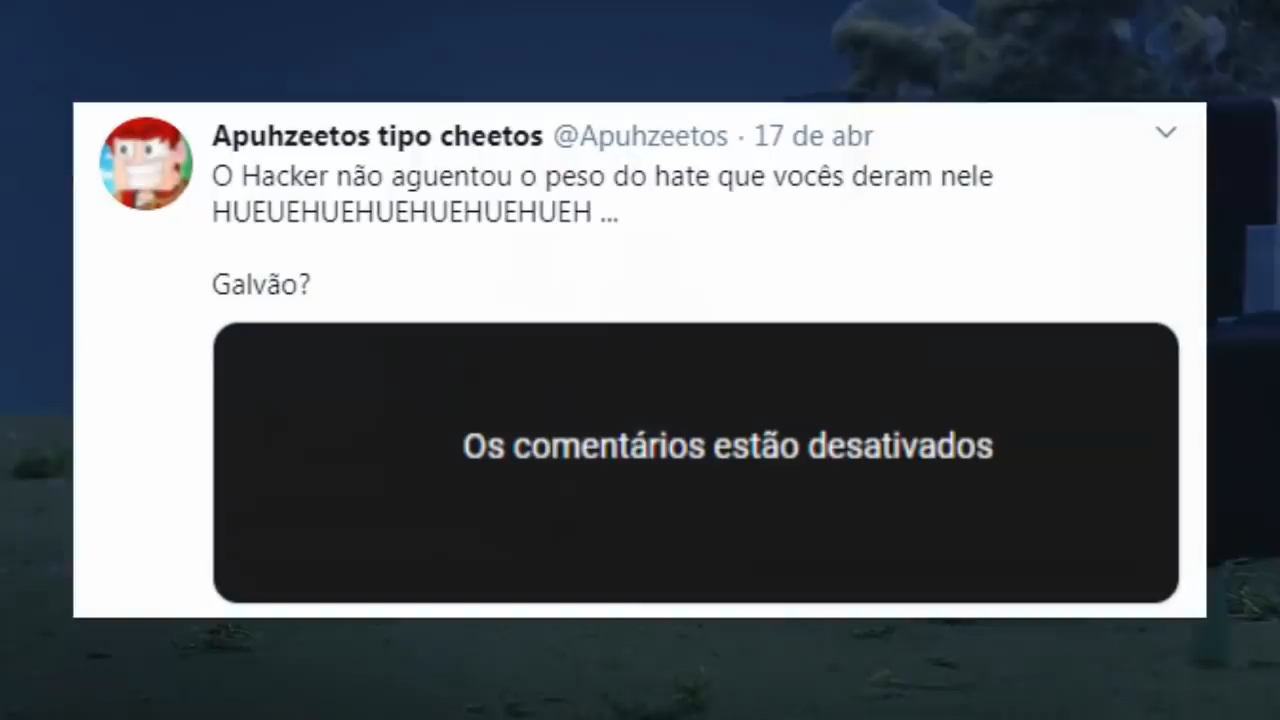 Apuhzeetos tipo cheetos @Apuhzeetos · 17 de abr
O Hacker não aguentou o peso do hate que vocês deram nele
HUEUEHUEHUEHUEHUEHUEH ...
Galvão?
Os comentários estão desativados